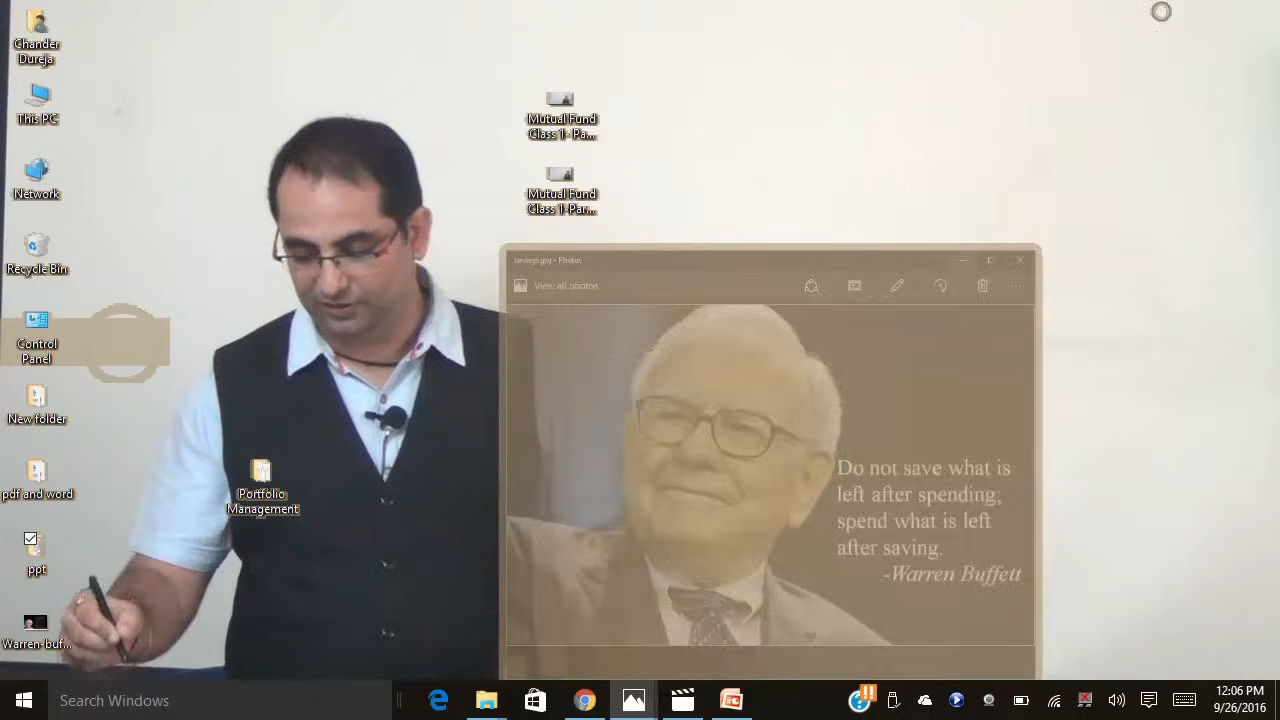 Chander
Dureja
This PC
Network
Recycle Bin
Control
Panel
New folder
pdf and word
ppt
Warren-buf...
Portfolio
Management
Mutual Fund
Class 1- Pa...
Mutual Fund
Class 1-Par...
Photos
View all photos
Do not save what is
left after spending;
spend what is left
after saving.
-Warren Buffett
Search Windows
12:06 PM
9/26/2016